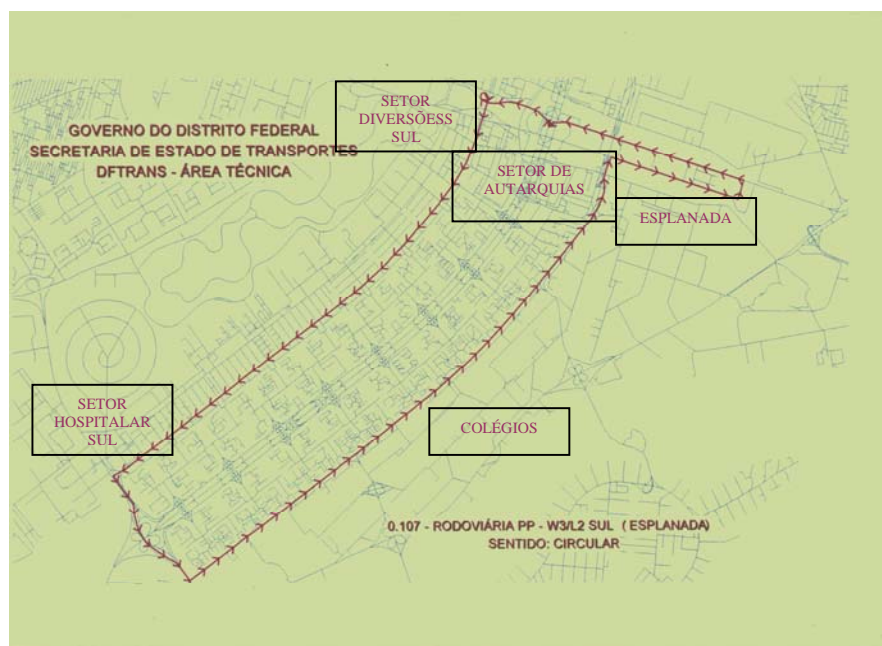 SETOR
DIVERSÕESS
SUL
GOVERNO DO DISTRITO FEDERAL
SECRETARIA DE ESTADO DE TRANSPORTES
DFTRANS - ÁREA TÉCNICA
SETOR DE
AUTARQUIAS
ESPLANADA
SETOR
HOSPITALAR
SUL
COLÉGIOS
0.107 - RODOVIÁRIA PP - W3/L2 SUL ( ESPLANADA)
SENTIDO: CIRCULAR